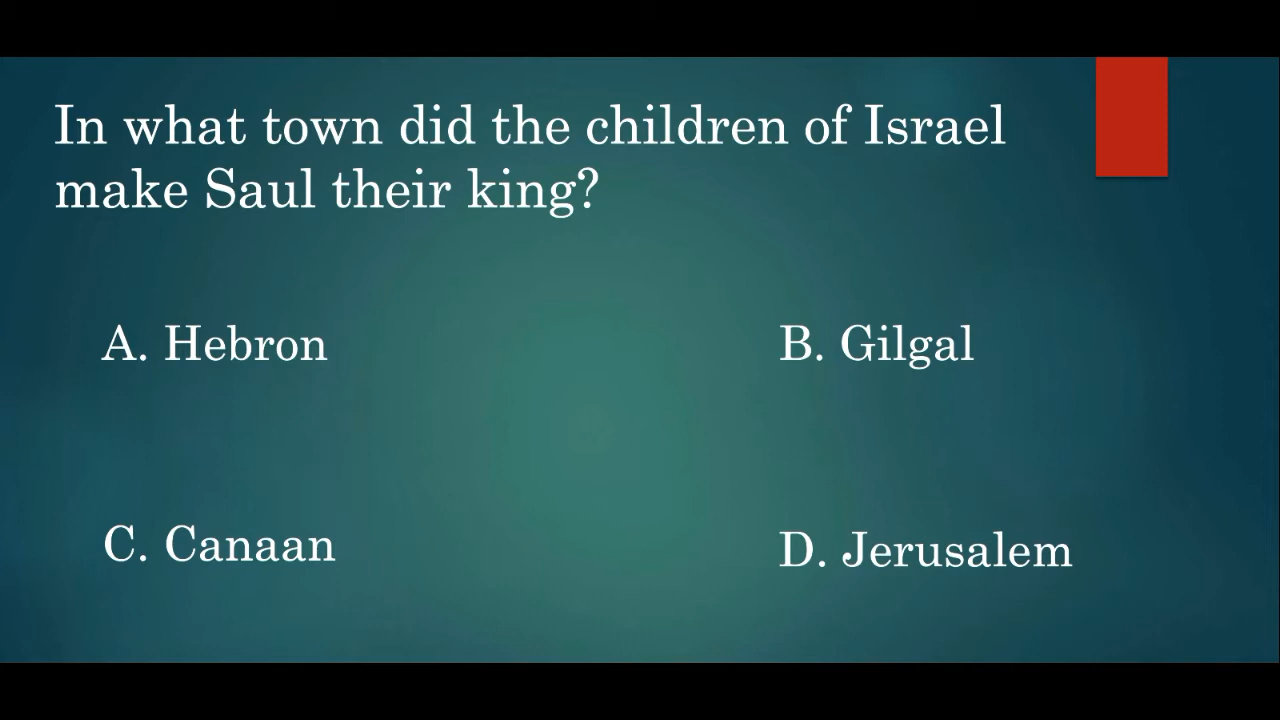 In what town did the children of Israel
make Saul their king?
A. Hebron
B. Gilgal
C. Canaan
D. Jerusalem